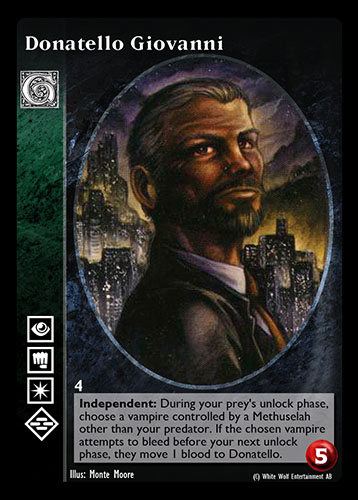 Donatello Giovanni
4
Independent: During your prey's unlock phase,
choose a vampire controlled by a Methuselah
other than your predator. If the chosen vampire
attempts to bleed before your next unlock
phase, they move 1 blood to Donatello.
5
Illus: Monte Moore
(C) White Wolf Entertainment AB